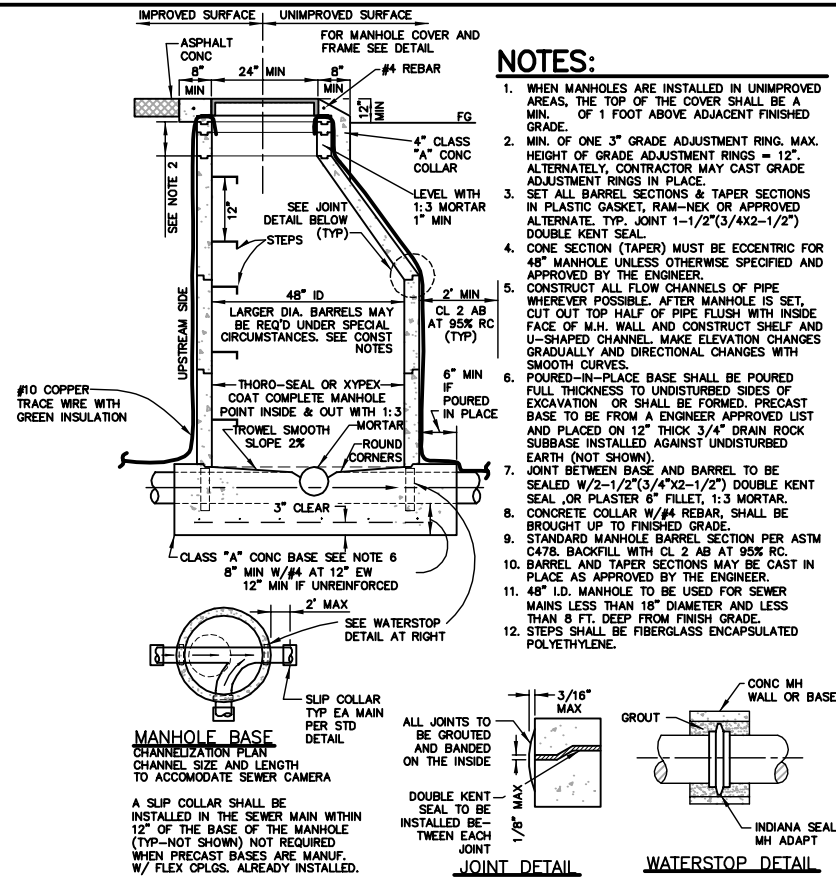 IMPROVED SURFACE
UNIMPROVED SURFACE
ASPHALT
CONC
FOR MANHOLE COVER AND
FRAME SEE DETAIL
8"
MIN
24" MIN
8"
MIN
#4 REBAR
12"
MIN
FG
4" CLASS
"A" CONC
COLLAR
LEVEL WITH
1:3 MORTAR
1" MIN
SEE NOTE 2
12"
SEE JOINT
DETAIL BELOW
(TYP)
STEPS
48" ID
LARGER DIA. BARRELS MAY
BE REQ'D UNDER SPECIAL
CIRCUMSTANCES. SEE CONST
NOTES
2' MIN
CL 2 AB
AT 95% RC
(TYP)
UPSTREAM SIDE
#10 COPPER
TRACE WIRE WITH
GREEN INSULATION
THORO-SEAL OR XYPEX
COAT COMPLETE MANHOLE
POINT INSIDE & OUT WITH 1:3
MORTAR
TROWEL SMOOTH
SLOPE 2%
ROUND
CORNERS
6" MIN
IF
POURED
IN PLACE
3" CLEAR
CLASS "A" CONC BASE SEE NOTE 6
8" MIN W/#4 AT 12" EW
12" MIN IF UNREINFORCED
2' MAX
SEE WATERSTOP
DETAIL AT RIGHT
SLIP COLLAR
TYP EA MAIN
PER STD
DETAIL
MANHOLE BASE
CHANNELIZATION PLAN
CHANNEL SIZE AND LENGTH
TO ACCOMODATE SEWER CAMERA
A SLIP COLLAR SHALL BE
INSTALLED IN THE SEWER MAIN WITHIN
12" OF THE BASE OF THE MANHOLE
(TYP-NOT SHOWN) NOT REQUIRED
WHEN PRECAST BASES ARE MANUF.
W/ FLEX CPLGS. ALREADY INSTALLED.
NOTES:
1. WHEN MANHOLES ARE INSTALLED IN UNIMPROVED
AREAS, THE TOP OF THE COVER SHALL BE A
MIN. OF 1 FOOT ABOVE ADJACENT FINISHED
GRADE.
2. MIN. OF ONE 3" GRADE ADJUSTMENT RING. MAX.
HEIGHT OF GRADE ADJUSTMENT RINGS = 12".
ALTERNATELY, CONTRACTOR MAY CAST GRADE
ADJUSTMENT RINGS IN PLACE.
3. SET ALL BARREL SECTIONS & TAPER SECTIONS
IN PLASTIC GASKET, RAM-NEK OR APPROVED
ALTERNATE. TYP. JOINT 1-1/2"(3/4X2-1/2")
DOUBLE KENT SEAL.
4. CONE SECTION (TAPER) MUST BE ECCENTRIC FOR
48" MANHOLE UNLESS OTHERWISE SPECIFIED AND
APPROVED BY THE ENGINEER.
5. CONSTRUCT ALL FLOW CHANNELS OF PIPE
WHEREVER POSSIBLE. AFTER MANHOLE IS SET,
CUT OUT TOP HALF OF PIPE FLUSH WITH INSIDE
FACE OF M.H. WALL AND CONSTRUCT SHELF AND
U-SHAPED CHANNEL. MAKE ELEVATION CHANGES
GRADUALLY AND DIRECTIONAL CHANGES WITH
SMOOTH CURVES.
6. POURED-IN-PLACE BASE SHALL BE POURED
FULL THICKNESS TO UNDISTURBED SIDES OF
EXCAVATION OR SHALL BE FORMED. PRECAST
BASE TO BE FROM A ENGINEER APPROVED LIST
AND PLACED ON 12" THICK 3/4" DRAIN ROCK
SUBBASE INSTALLED AGAINST UNDISTURBED
EARTH (NOT SHOWN).
7. JOINT BETWEEN BASE AND BARREL TO BE
SEALED W/2-1/2"(3/4"X2-1/2") DOUBLE KENT
SEAL ,OR PLASTER 6" FILLET, 1:3 MORTAR.
8. CONCRETE COLLAR W/#4 REBAR, SHALL BE
BROUGHT UP TO FINISHED GRADE.
9. STANDARD MANHOLE BARREL SECTION PER ASTM
C478. BACKFILL WITH CL 2 AB AT 95% RC.
10. BARREL AND TAPER SECTIONS MAY BE CAST IN
PLACE AS APPROVED BY THE ENGINEER.
11. 48" I.D. MANHOLE TO BE USED FOR SEWER
MAINS LESS THAN 18" DIAMETER AND LESS
THAN 8 FT. DEEP FROM FINISH GRADE.
12. STEPS SHALL BE FIBERGLASS ENCAPSULATED
POLYETHYLENE.
3/16"
MAX
ALL JOINTS TO
BE GROUTED
AND BANDED
ON THE INSIDE
DOUBLE KENT
SEAL TO BE
INSTALLED BE-
TWEEN EACH
JOINT
1/8" MAX
JOINT DETAIL
CONC MH
WALL OR BASE
GROUT
INDIANA SEAL
MH ADAPT
WATERSTOP DETAIL